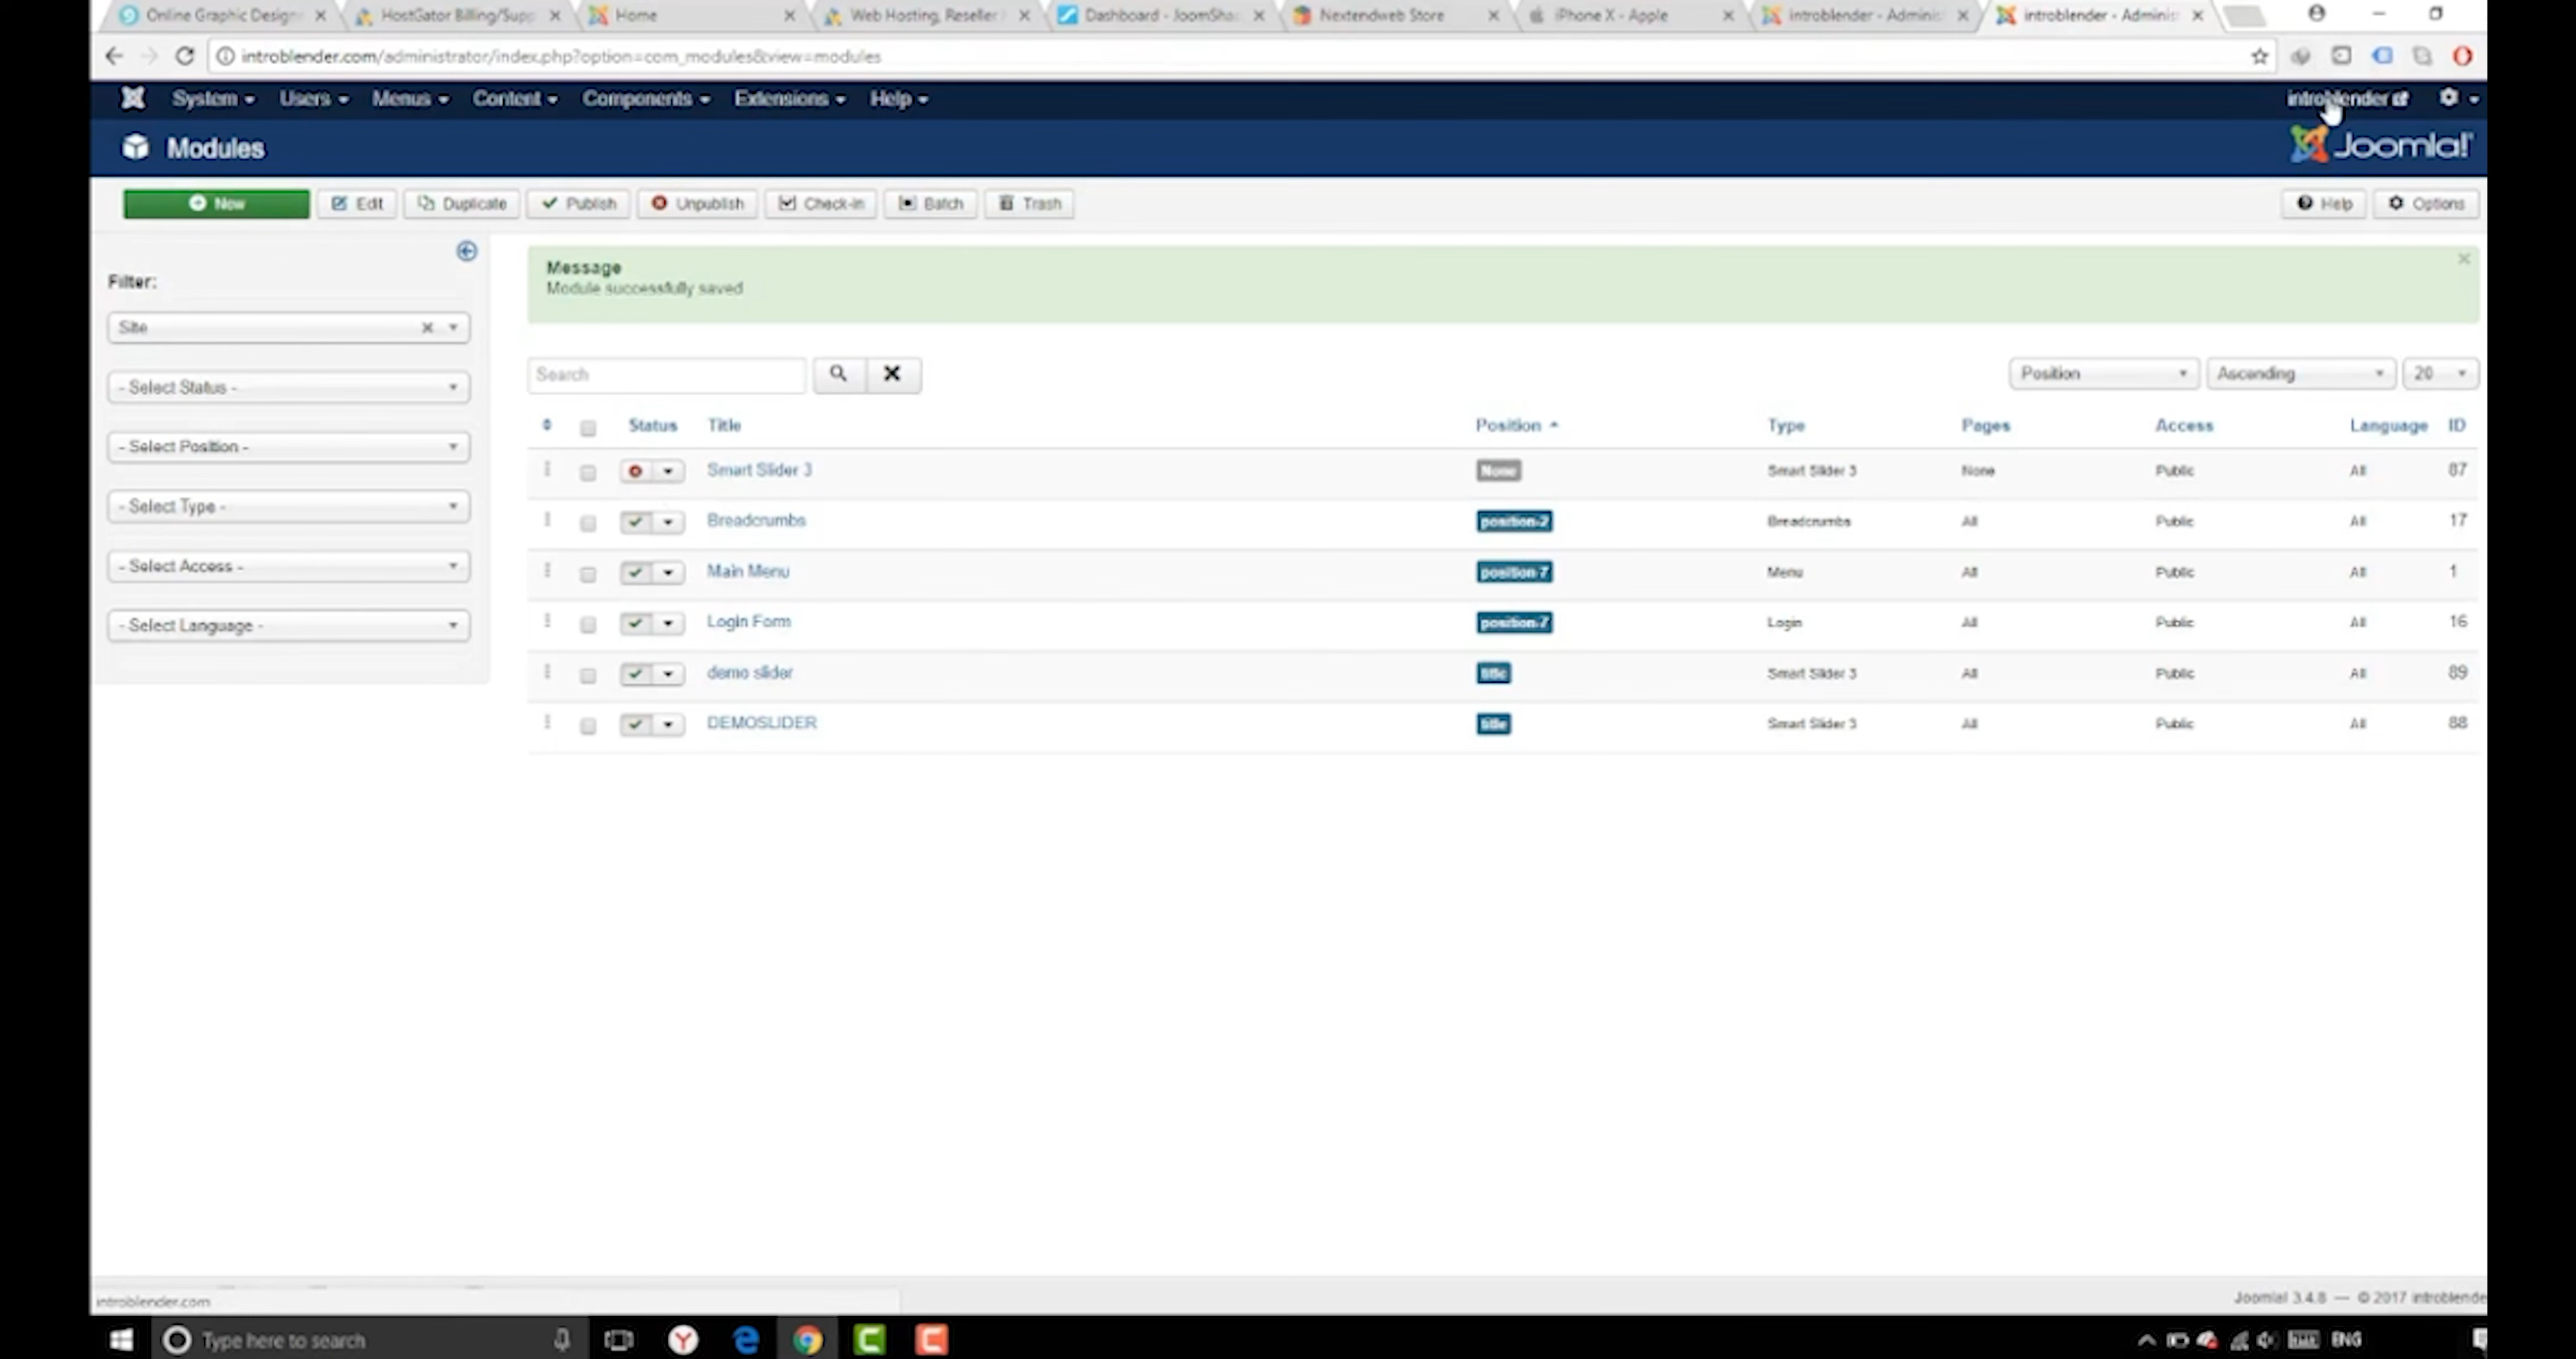 Online Graphic Design
HostGator Billing/Supp
Home
Web Hosting, Reseller
Dashboard - JoomSha
Nextendweb Store
iPhone X - Apple
introblender - Adminis
introblender - Adminis
introblender.com/administrator/index.php?option=com_modules&view=modules
System Users Menus Content Components Extensions Help
introblender
Modules
Joomla!
New Edit Duplicate Publish Unpublish Check-in Batch Trash
Help Options
Filter:
Site
- Select Status -
- Select Position -
- Select Type -
- Select Access -
- Select Language -
Message
Module successfully saved
Search
Position Ascending 20
Status Title Position Type Pages Access Language ID
Smart Slider 3 None Smart Slider 3 None Public All 87
Breadcrumbs position-2 Breadcrumbs All Public All 17
Main Menu position-7 Menu All Public All 1
Login Form position-7 Login All Public All 16
demo slider title Smart Slider 3 All Public All 89
DEMOSLIDER title Smart Slider 3 All Public All 88
introblender.com
Joomla! 3.4.8 — © 2017 introblende
Type here to search
ENG